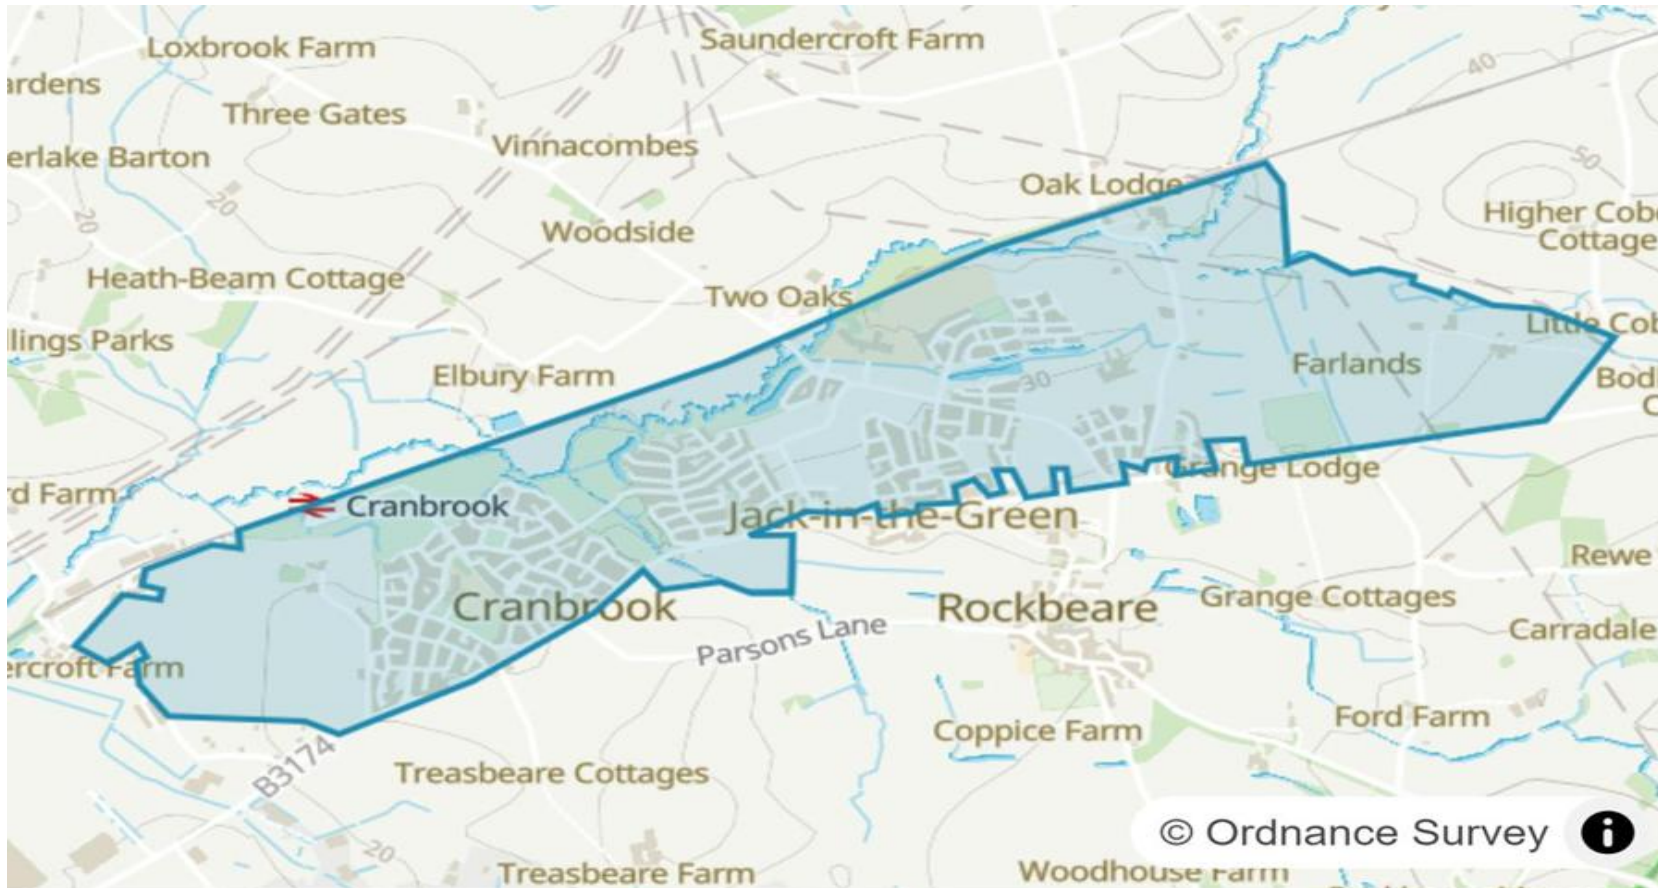 Loxbrook Farm
Saundercroft Farm
40
ardens
Three Gates
Vinnacombes
erlake Barton
50
Oak Lodge
20
20
Higher Cob
Cottage
Woodside
Heath-Beam Cottage
Two Oaks
Little Cob
llings Parks
Elbury Farm
Farlands
30
Bodl
C
Grange Lodge
rd Farm
Cranbrook
Jack-in-the-Green
Rewe
Cranbrook
Rockbeare
Grange Cottages
Parsons Lane
Carradale
ercroft Farm
Coppice Farm
Ford Farm
B3174
Treasbeare Cottages
© Ordnance Survey i
20
Treasbeare Farm
Woodhouse Farm